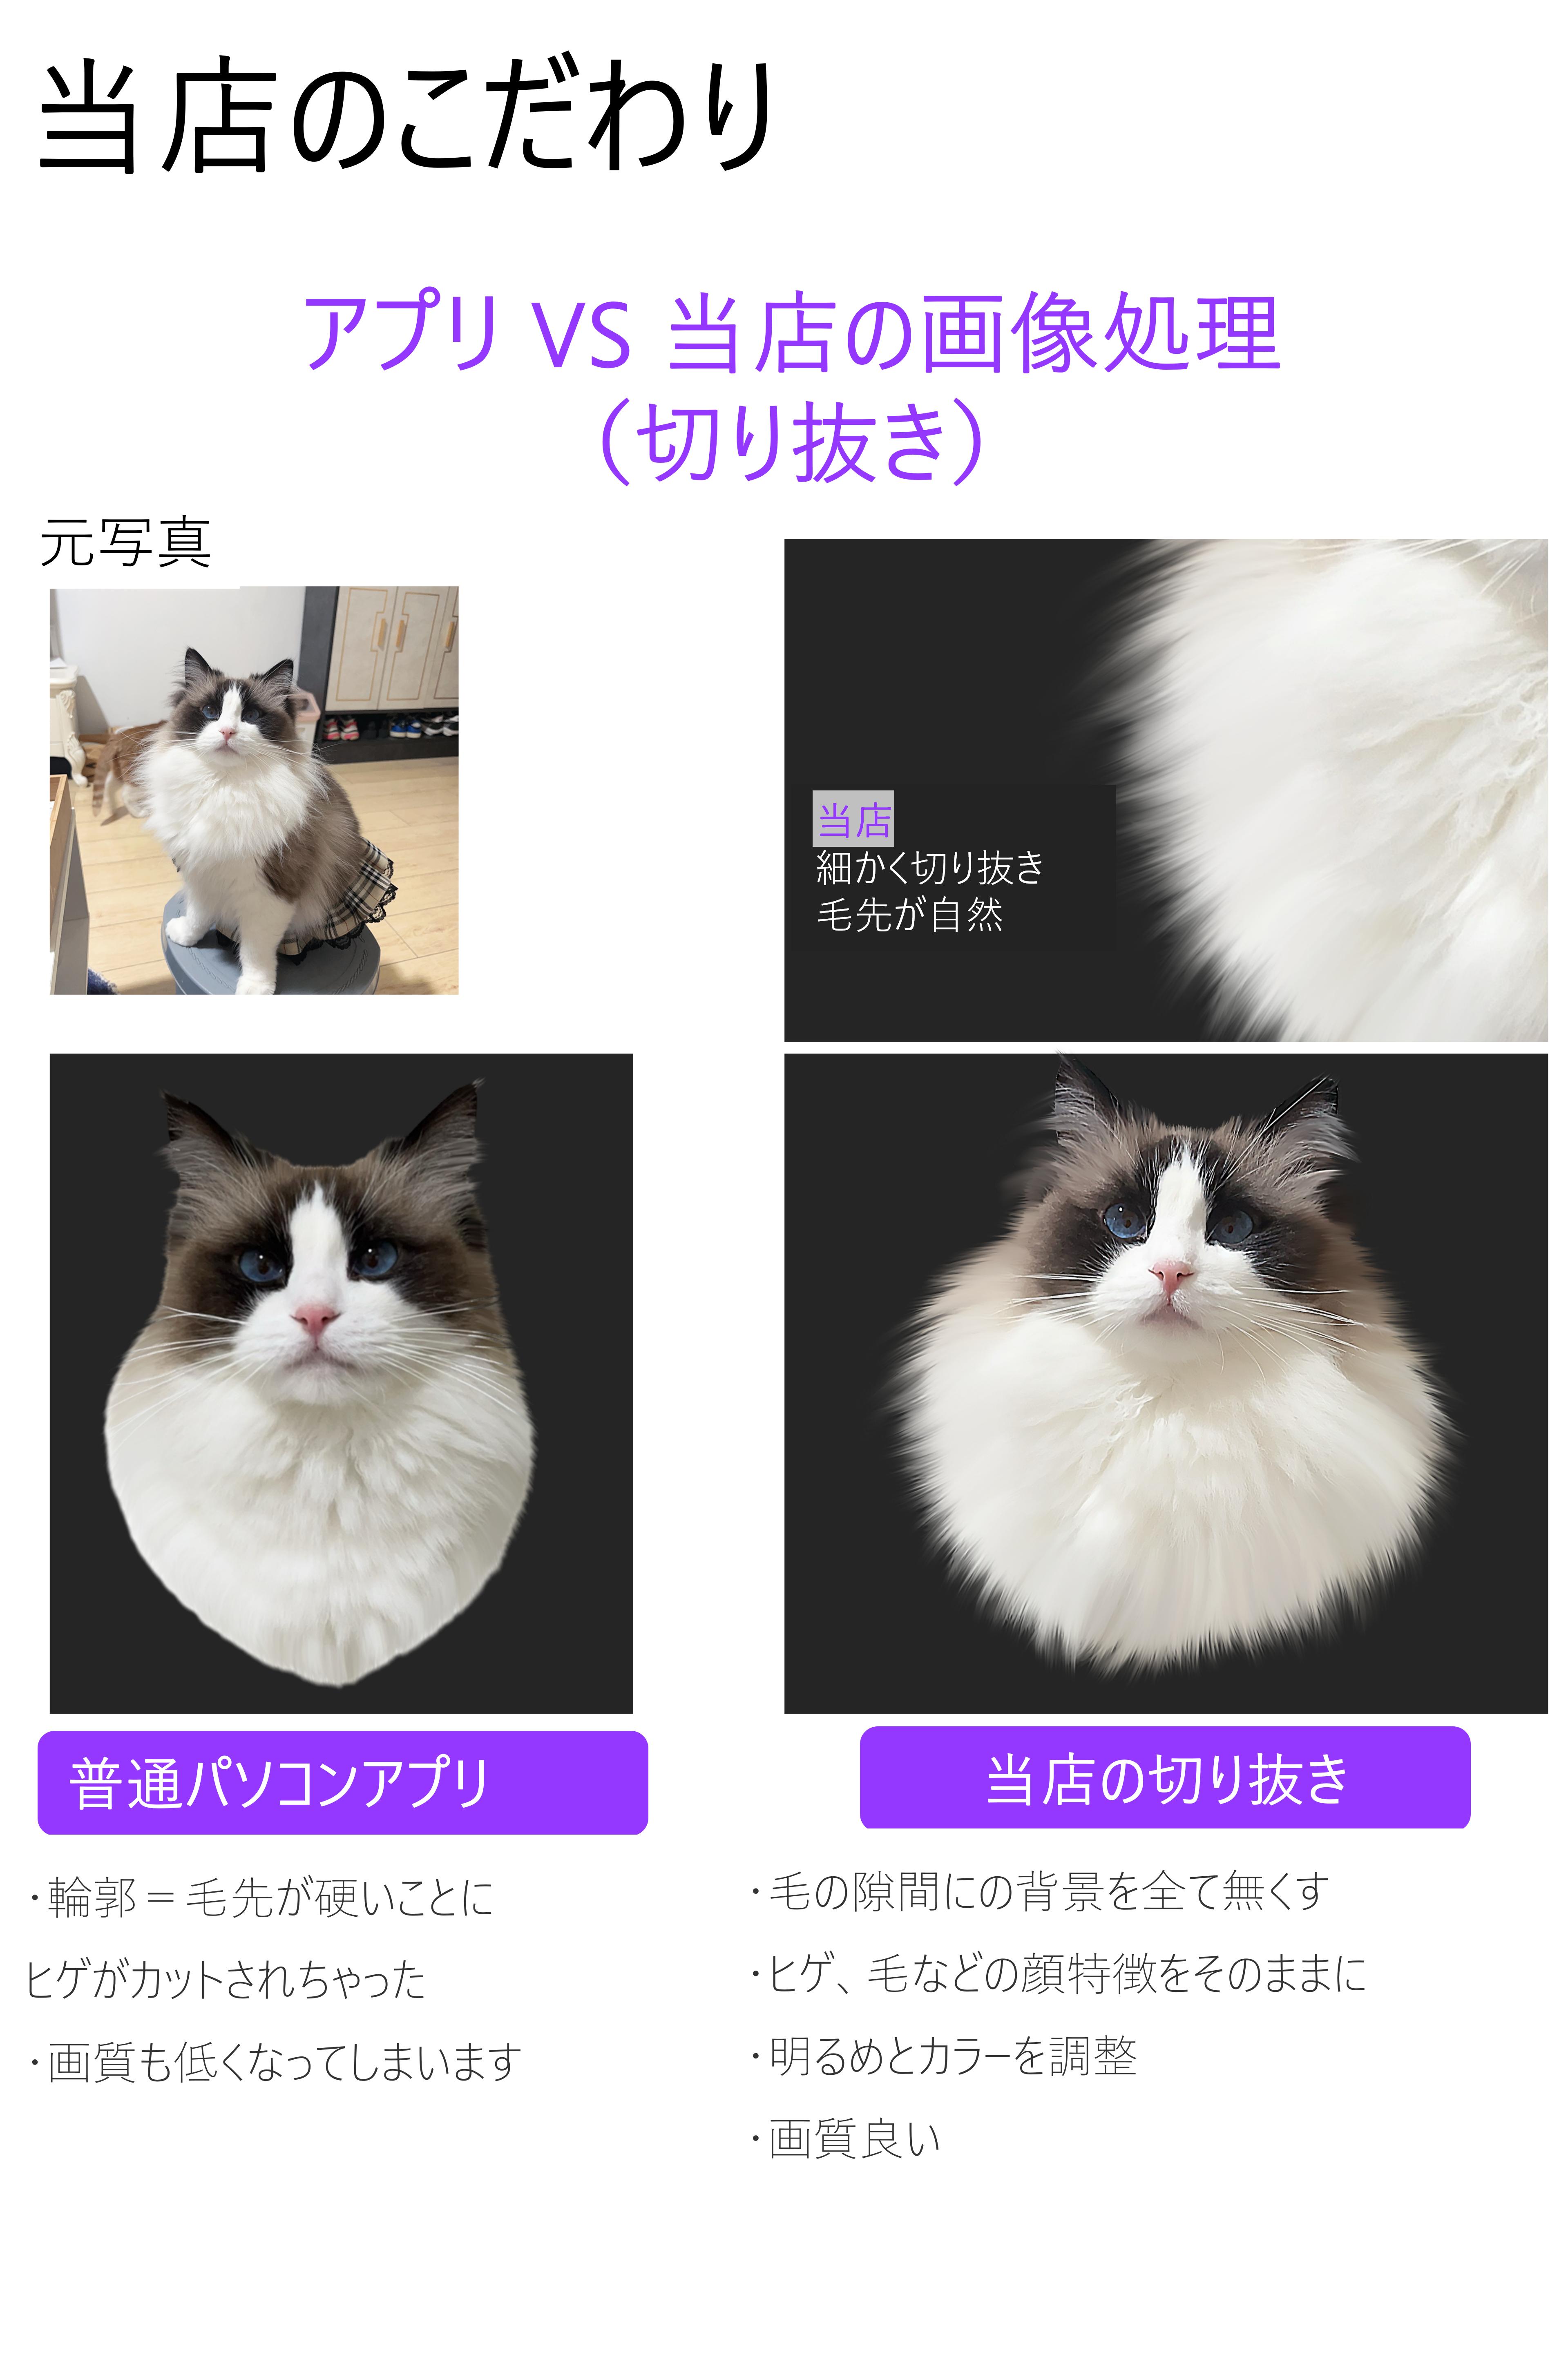 当店のこだわり
アプリ VS 当店の画像処理
（切り抜き）
元写真
当店
細かく切り抜き
毛先が自然
普通パソコンアプリ
・輪郭＝毛先が硬いことに
ヒゲがカットされちゃった
・画質も低くなってしまいます
当店の切り抜き
・毛の隙間にの背景を全て無くす
・ヒゲ、毛などの顔特徴をそのままに
・明るめとカラーを調整
・画質良い